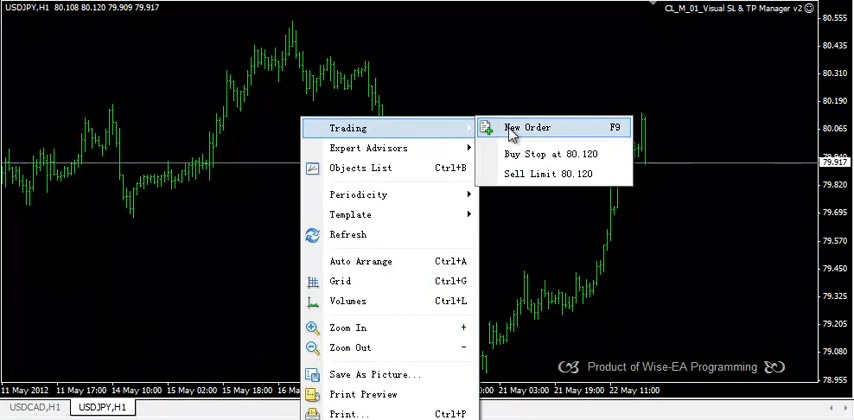 USDJPY,H1 80.108 80.120 79.909 79.917
CL_M_01_Visual SL & TP Manager v2
80.555
80.435
80.310
80.190
80.065
79.940
79.917
79.820
79.695
79.570
79.450
79.325
79.205
79.080
78.955
Trading
Expert Advisors
Objects List Ctrl+B
Periodicity
Template
Refresh
Auto Arrange Ctrl+A
Grid Ctrl+G
Volumes Ctrl+L
Zoom In +
Zoom Out -
Save As Picture...
Print Preview
Print... Ctrl+P
New Order F9
Buy Stop at 80.120
Sell Limit 80.120
Product of Wise-EA Programming
11 May 2012 11 May 17:00 14 May 10:00 15 May 02:00 15 May 18:00 16 Ma 0:00 21 May 03:00 21 May 19:00 22 May 11:00
USDCAD,H1 USDJPY,H1